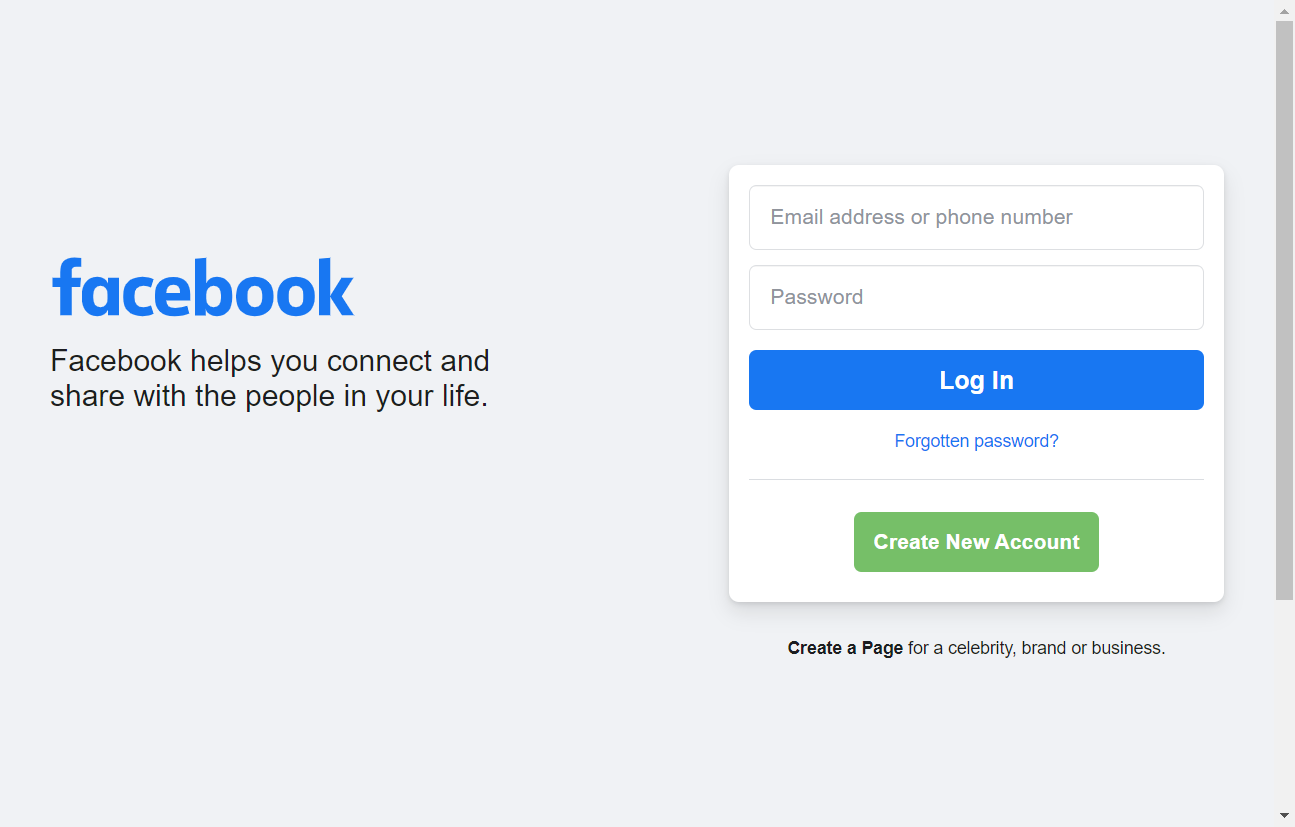 facebook
Facebook helps you connect and
share with the people in your life.
Email address or phone number
Password
Log In
Forgotten password?
Create New Account
Create a Page for a celebrity, brand or business.